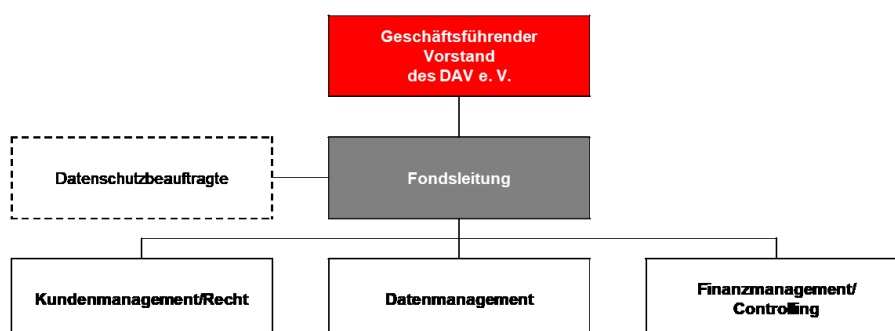 Geschäftsführender
Vorstand
des DAV e. V.
Datenschutzbeauftragte
Fondsleitung
Kundenmanagement/Recht
Datenmanagement
Finanzmanagement/
Controlling